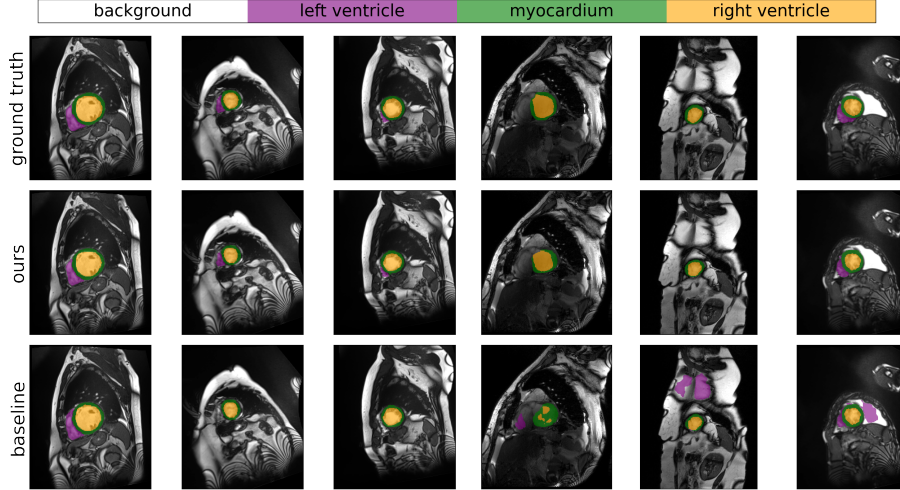 background left ventricle myocardium right ventricle
ground truth
ours
baseline